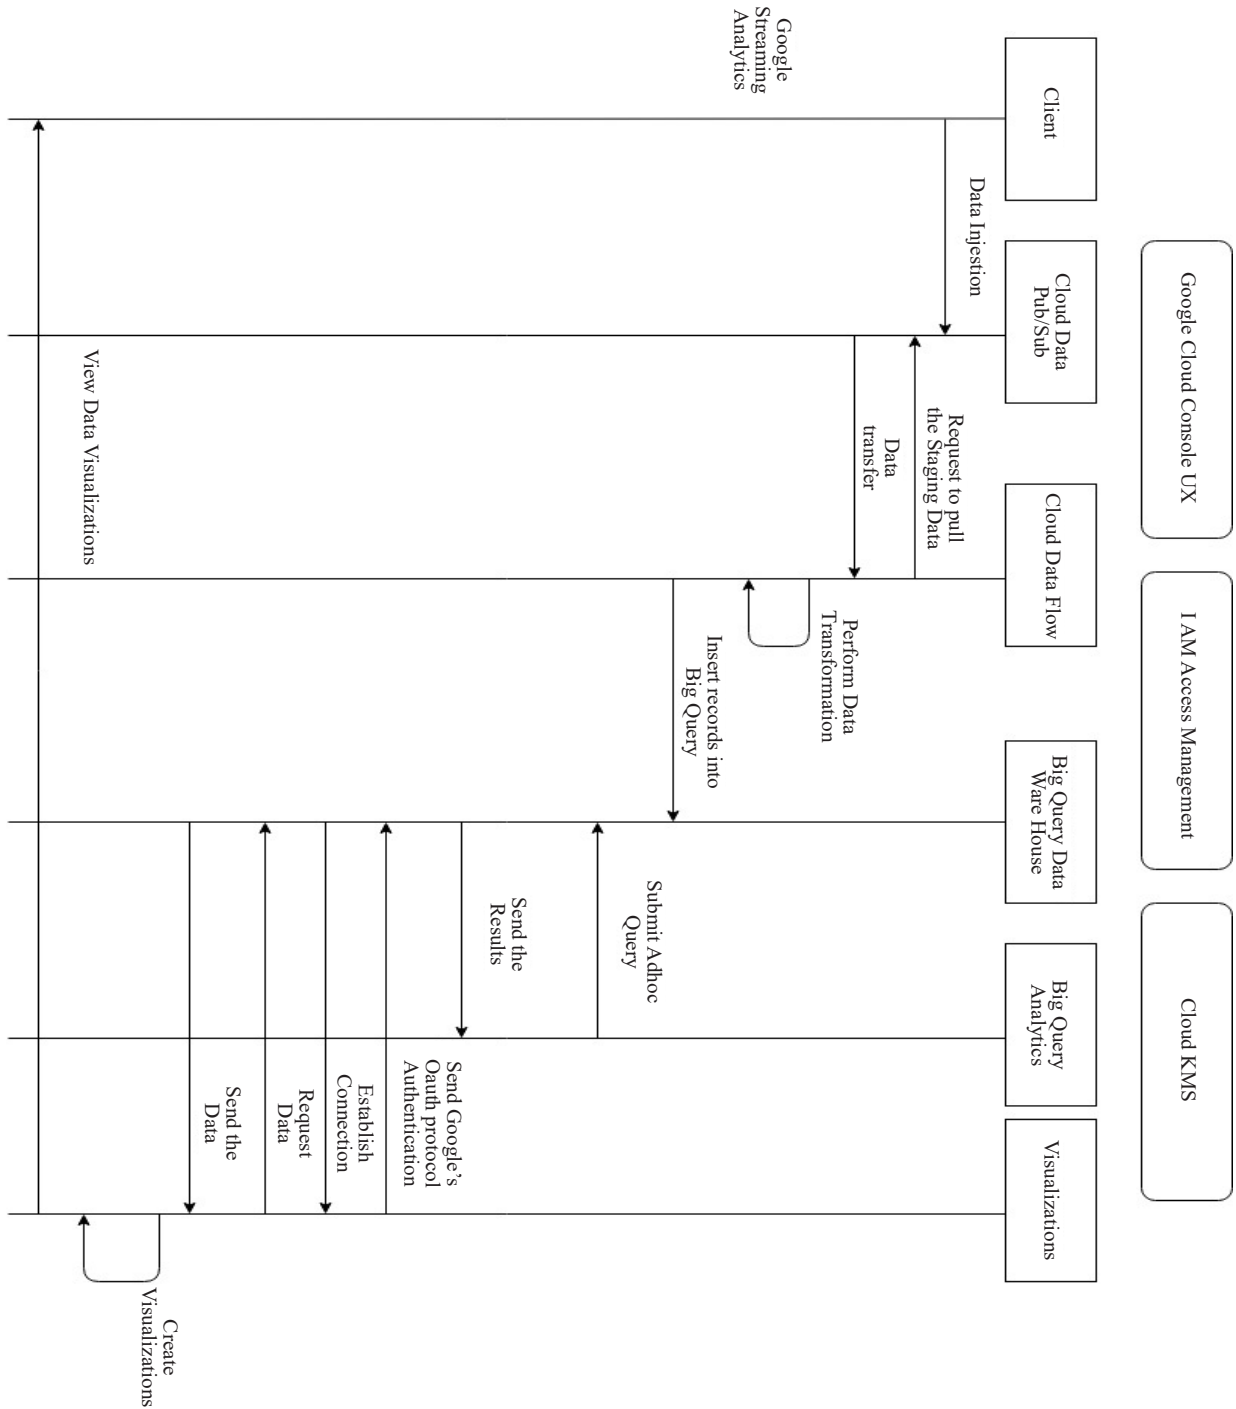 Google Cloud Console UX
I AM Access Management
Cloud KMS
Client
Cloud Data
Pub/Sub
Cloud Data Flow
Big Query Data
Ware House
Big Query
Analytics
Visualizations
Data Injestion
Request to pull
the Staging Data
Data
transfer
Perform Data
Transformation
Google
Streaming
Analytics
Insert records into
Big Query
Submit Adhoc
Query
Send the
Results
Send Google's
Oauth protocol
Authentication
Establish
Connection
Request
Data
Send the
Data
Create
Visualizations
View Data Visualizations